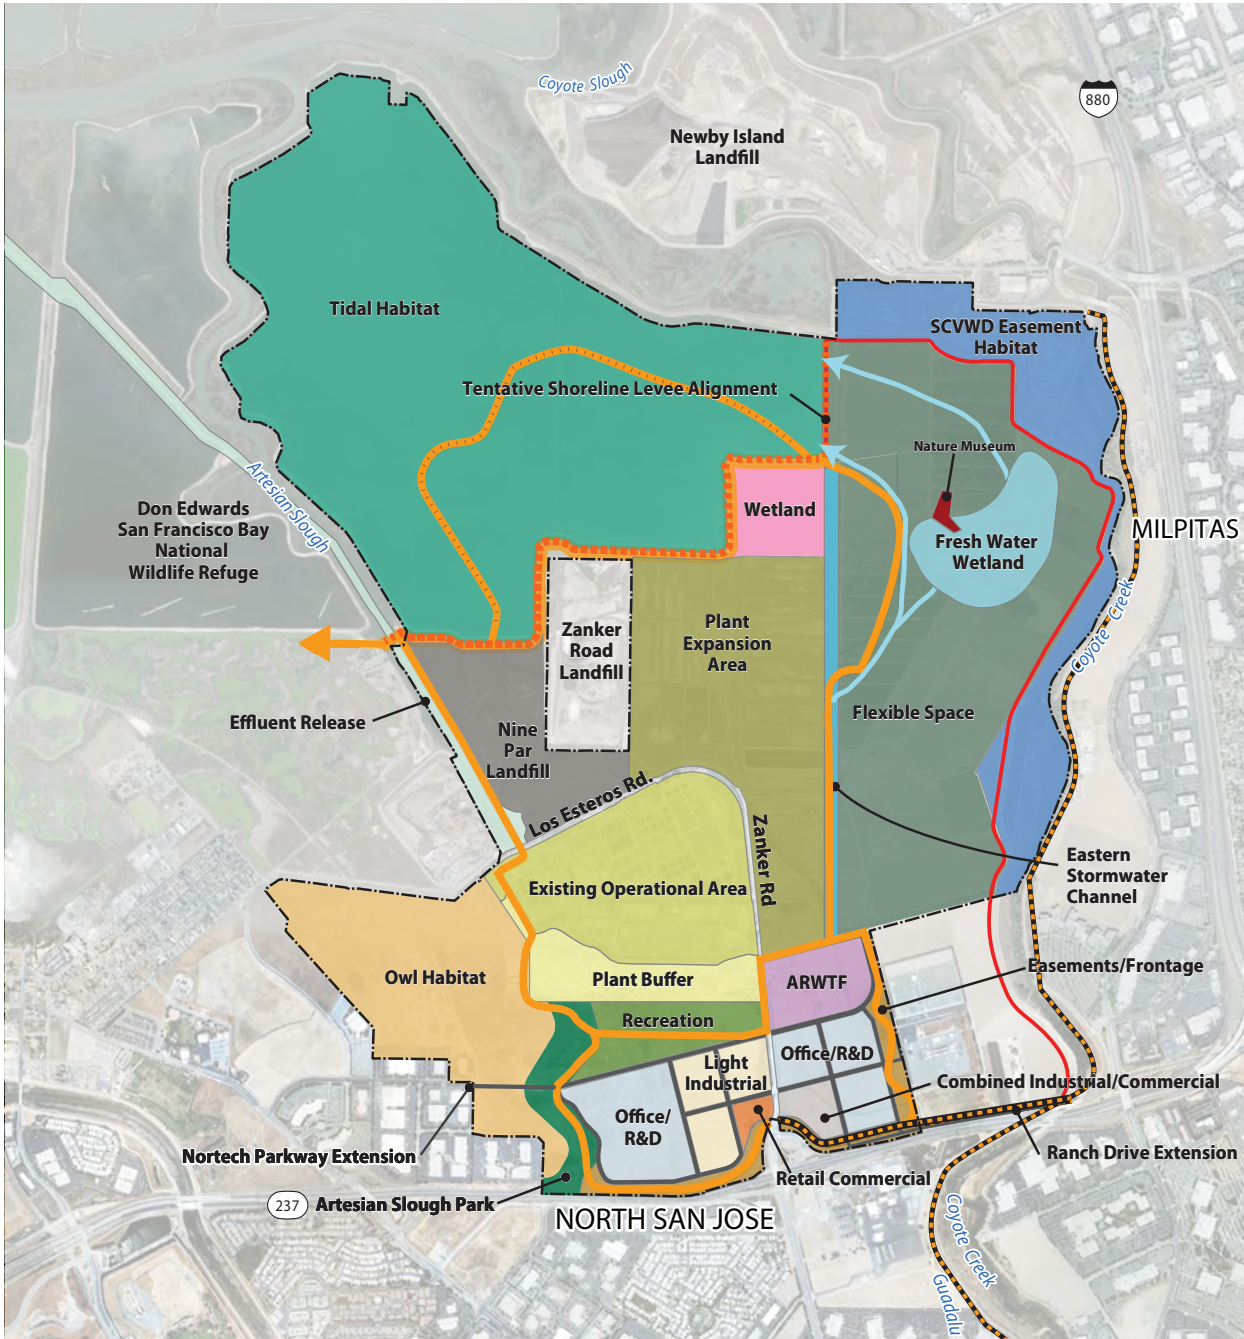 Coyote Slough
880
Newby Island
Landfill
Tidal Habitat
SCVWD Easement
Habitat
Tentative Shoreline Levee Alignment
Nature Museum
Artesian Slough
Don Edwards
San Francisco Bay
National
Wildlife Refuge
Wetland
MILPITAS
Fresh Water
Wetland
Zanker
Road
Landfill
Plant
Expansion
Area
Coyote Creek
Effluent Release
Flexible Space
Nine
Par
Landfill
Los Esteros Rd.
Zanker Rd
Eastern
Stormwater
Channel
Existing Operational Area
Owl Habitat
Plant Buffer
ARWTF
Easements/Frontage
Recreation
Light
Industrial
Office/R&D
Combined Industrial/Commercial
Office/
R&D
Nortech Parkway Extension
Ranch Drive Extension
Retail Commercial
237
Artesian Slough Park
NORTH SAN JOSE
Coyote Creek
Guadalu